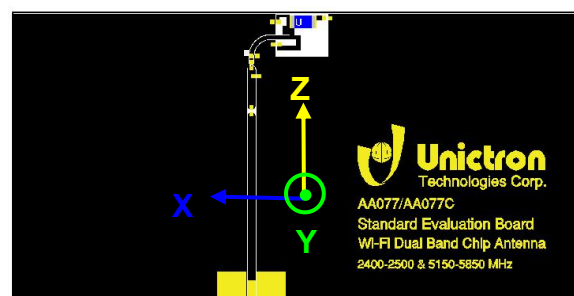 U
Z
X
Y
Unictron
Technologies Corp.
AA077/AA077C
Standard Evaluation Board
Wi-Fi Dual Band Chip Antenna
2400-2500 & 5150-5850 MHz